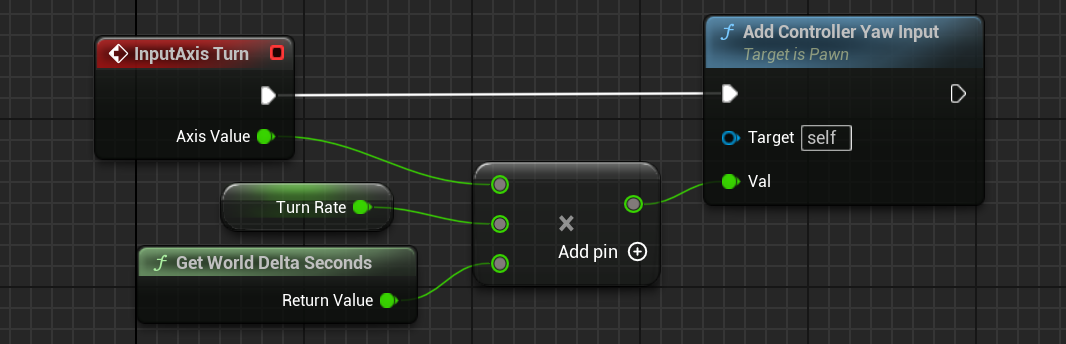 InputAxis Turn
Axis Value
Turn Rate
f Get World Delta Seconds
Return Value
×
Add pin
f Add Controller Yaw Input
Target is Pawn
Target self
Val